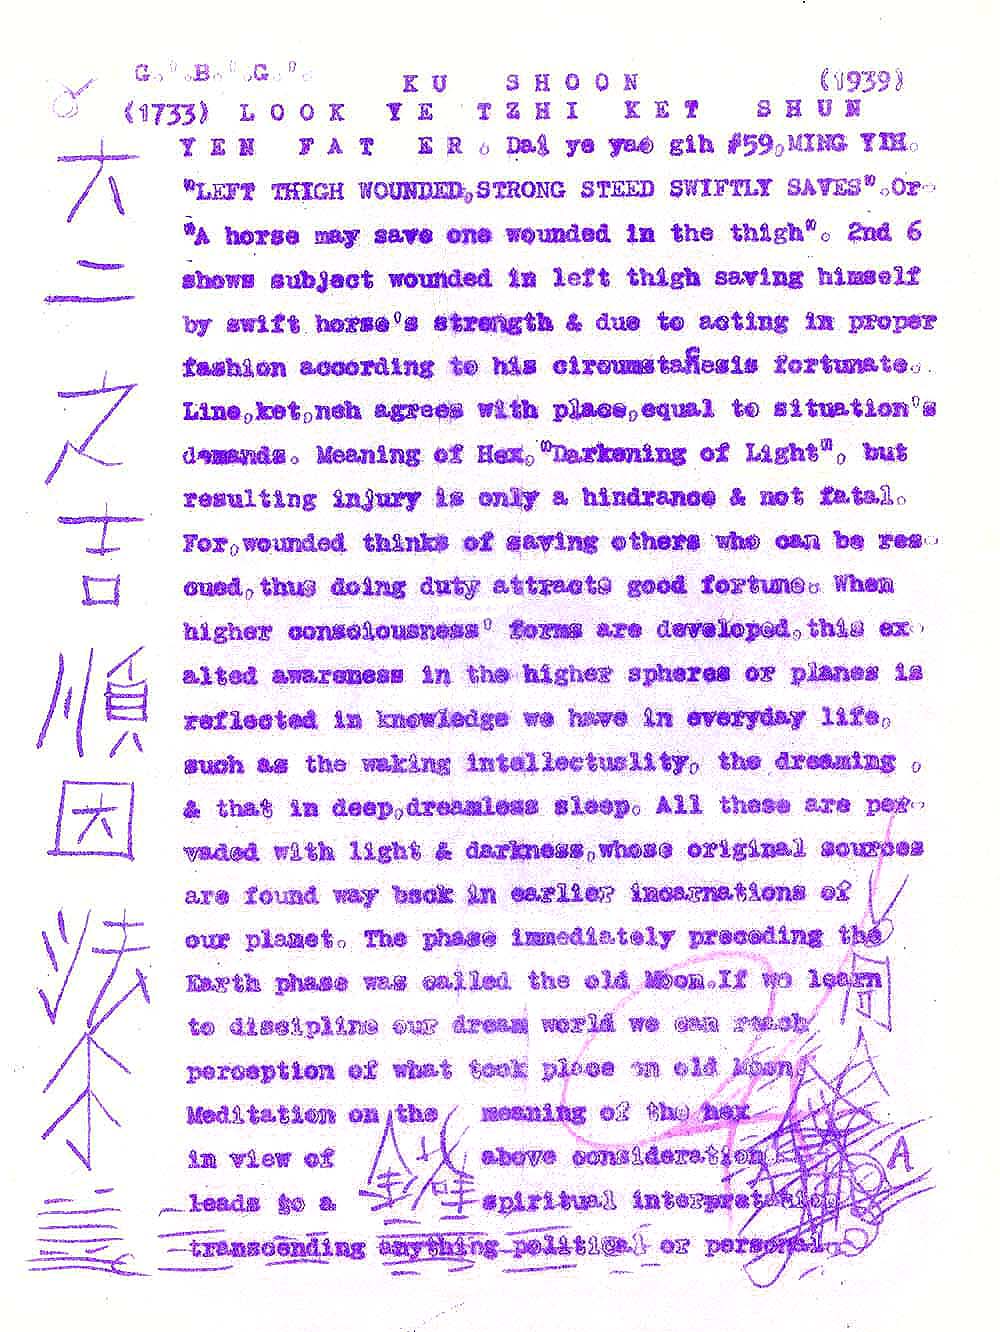 G. B. G.
KU SHOON (1939)
(1733) LOOK YE TZHI KET SHUN
YEN FAT ER. Dai ye yao gih #59,MING YIH.
"LEFT THIGH WOUNDED,STRONG STEED SWIFTLY SAVES".Or-
"A horse may save one wounded in the thigh". 2nd 6
shows subject wounded in left thigh saving himself
by swift horse's strength & due to acting in proper
fashion according to his circumstancesis fortunate.
Line,ket,neh agrees with place,equal to situation's
demands. Meaning of Hex,"Darkening of Light", but
resulting injury is only a hindrance & not fatal.
For,wounded thinks of saving others who can be res-
cued,thus doing duty attracts good fortune. When
higher consciousness' forms are developed,this ex-
alted awareness in the higher spheres or planes is
reflected in knowledge we have in everyday life,
such as the waking intellectuslity, the dreaming ,
& that in deep,dreamless sleep. All these are per-
vaded with light & darkness,whose original sources
are found way back in earlier incarnations of
our planet. The phase immediately preceding the
Earth phase was called the old Moon.If we learn
to discipline our dream world we can reach
perception of what took place on old Moon.
Meditation on the meaning of the hex
in view of above consideration
leads to a spiritual interpretation
transcending anything political or personal
六
二
之
吉
順
因
法
A